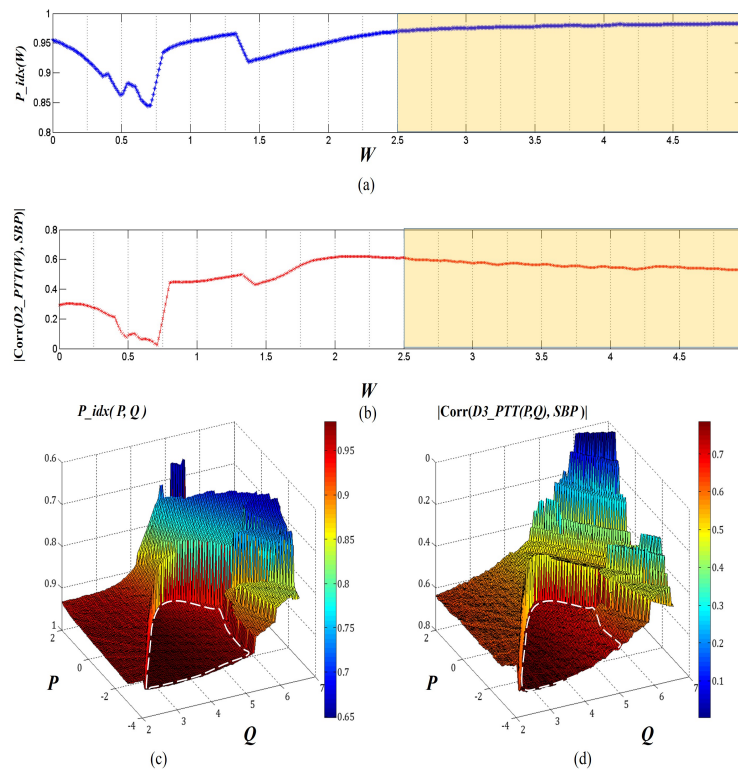 P_idx(W)
1
0.95
0.9
0.85
0.8
0 0.5 1 1.5 2 2.5 3 3.5 4 4.5
W
(a)
|Corr(D2_PTT(W), SBP)|
0.8
0.6
0.4
0.2
0
0 0.5 1 1.5 2 2.5 3 3.5 4 4.5
W
(b)
P_idx( P, Q )
0.6
0.7
0.8
0.9
1
2
0
-2
-4
P
2 3 4 5 6 7
Q
0.95
0.9
0.85
0.8
0.75
0.7
0.65
(c)
|Corr(D3_PTT(P,Q), SBP)|
0
0.2
0.4
0.6
0.8
2
0
-2
-4
P
2 3 4 5 6 7
Q
0.7
0.6
0.5
0.4
0.3
0.2
0.1
(d)